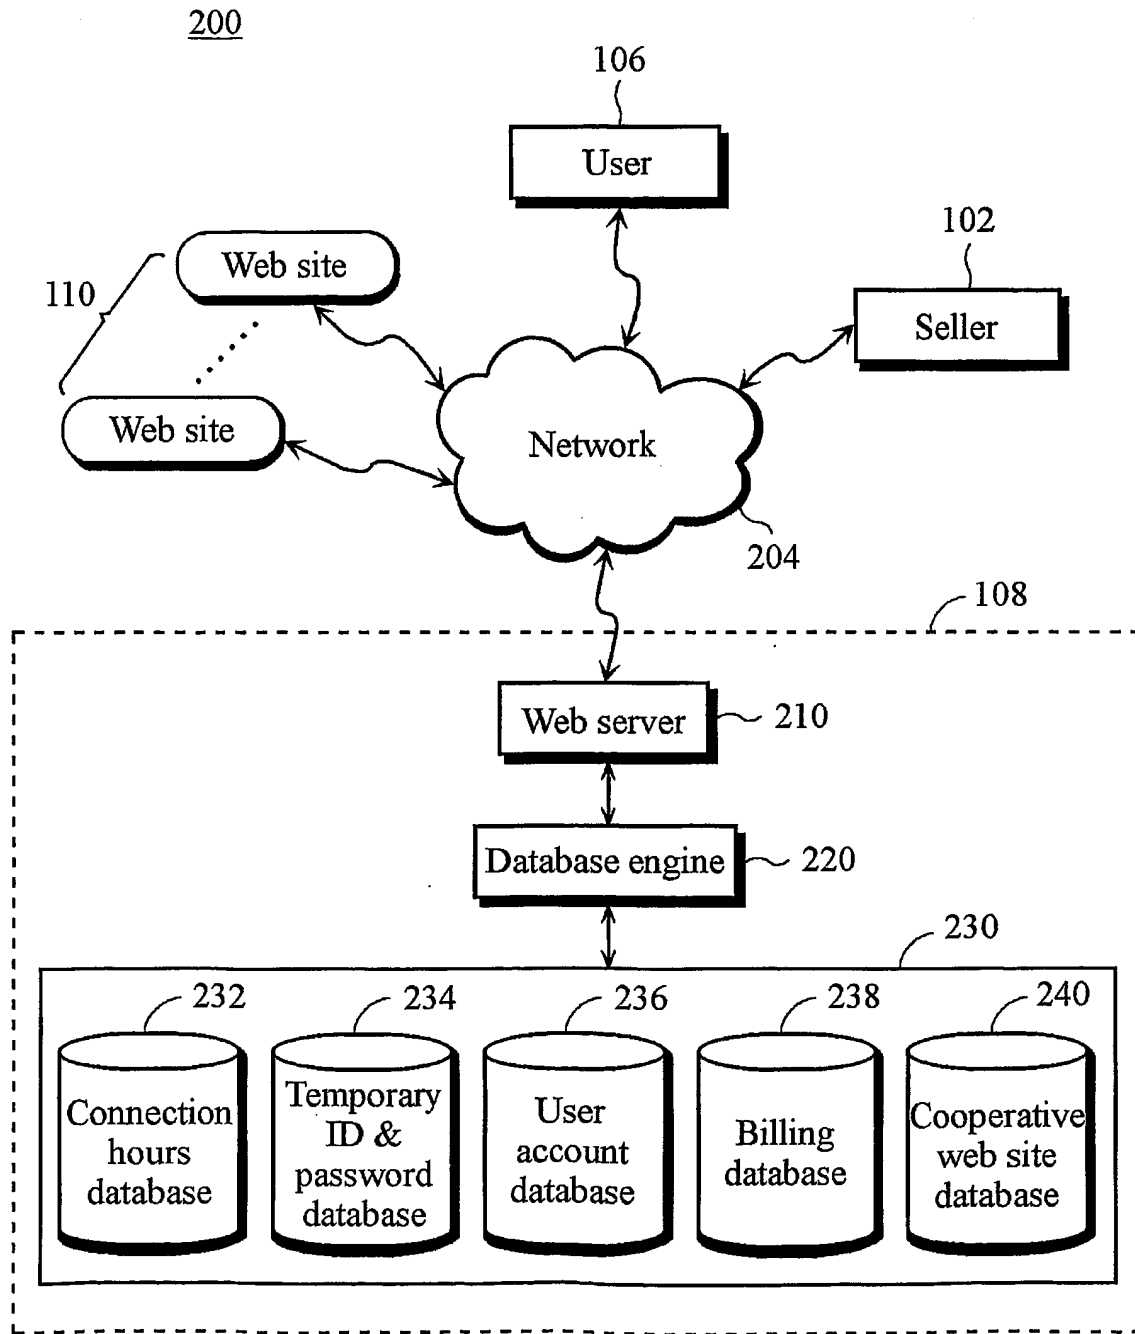 200
106
User
102
Seller
Web site
110
Web site
Network
204
108
Web server
210
Database engine
220
230
232
234
236
238
240
Connection
hours
database
Temporary
ID &
password
database
User
account
database
Billing
database
Cooperative
web site
database